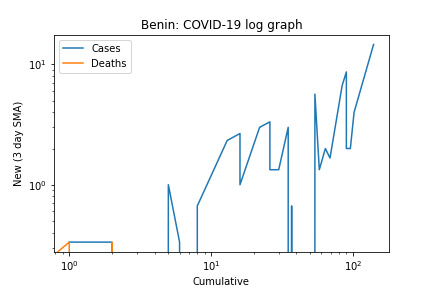 Benin: COVID-19 log graph
Cases
Deaths
New (3 day SMA)
10¹
10⁰
10⁰
10¹
10²
Cumulative